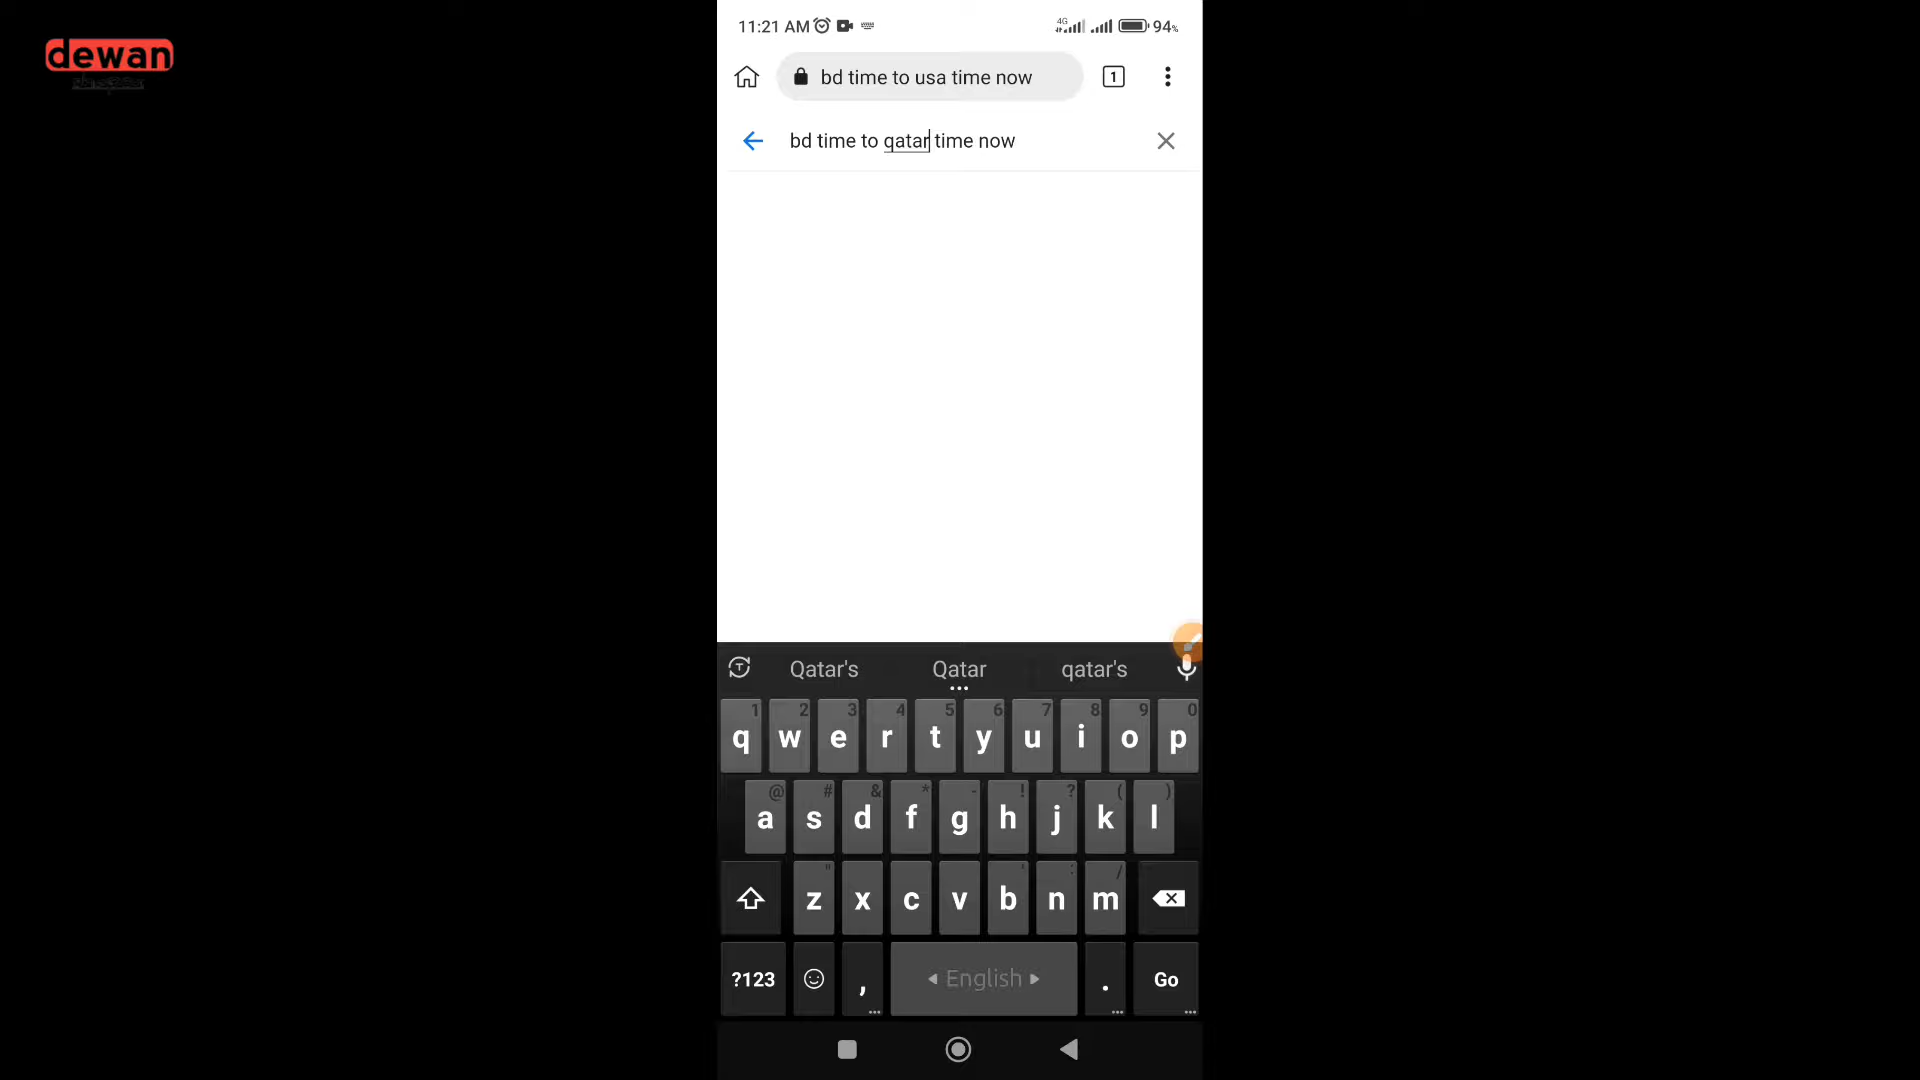 dewan
11:21 AM 4G 94%
bd time to usa time now 1
bd time to qatar time now
Qatar's Qatar qatar's
1 2 3 4 5 6 7 8 9 0
q w e r t y u i o p
@ # & * - ! ? ( )
a s d f g h j k l
z x c v b n m
?123 , English . Go